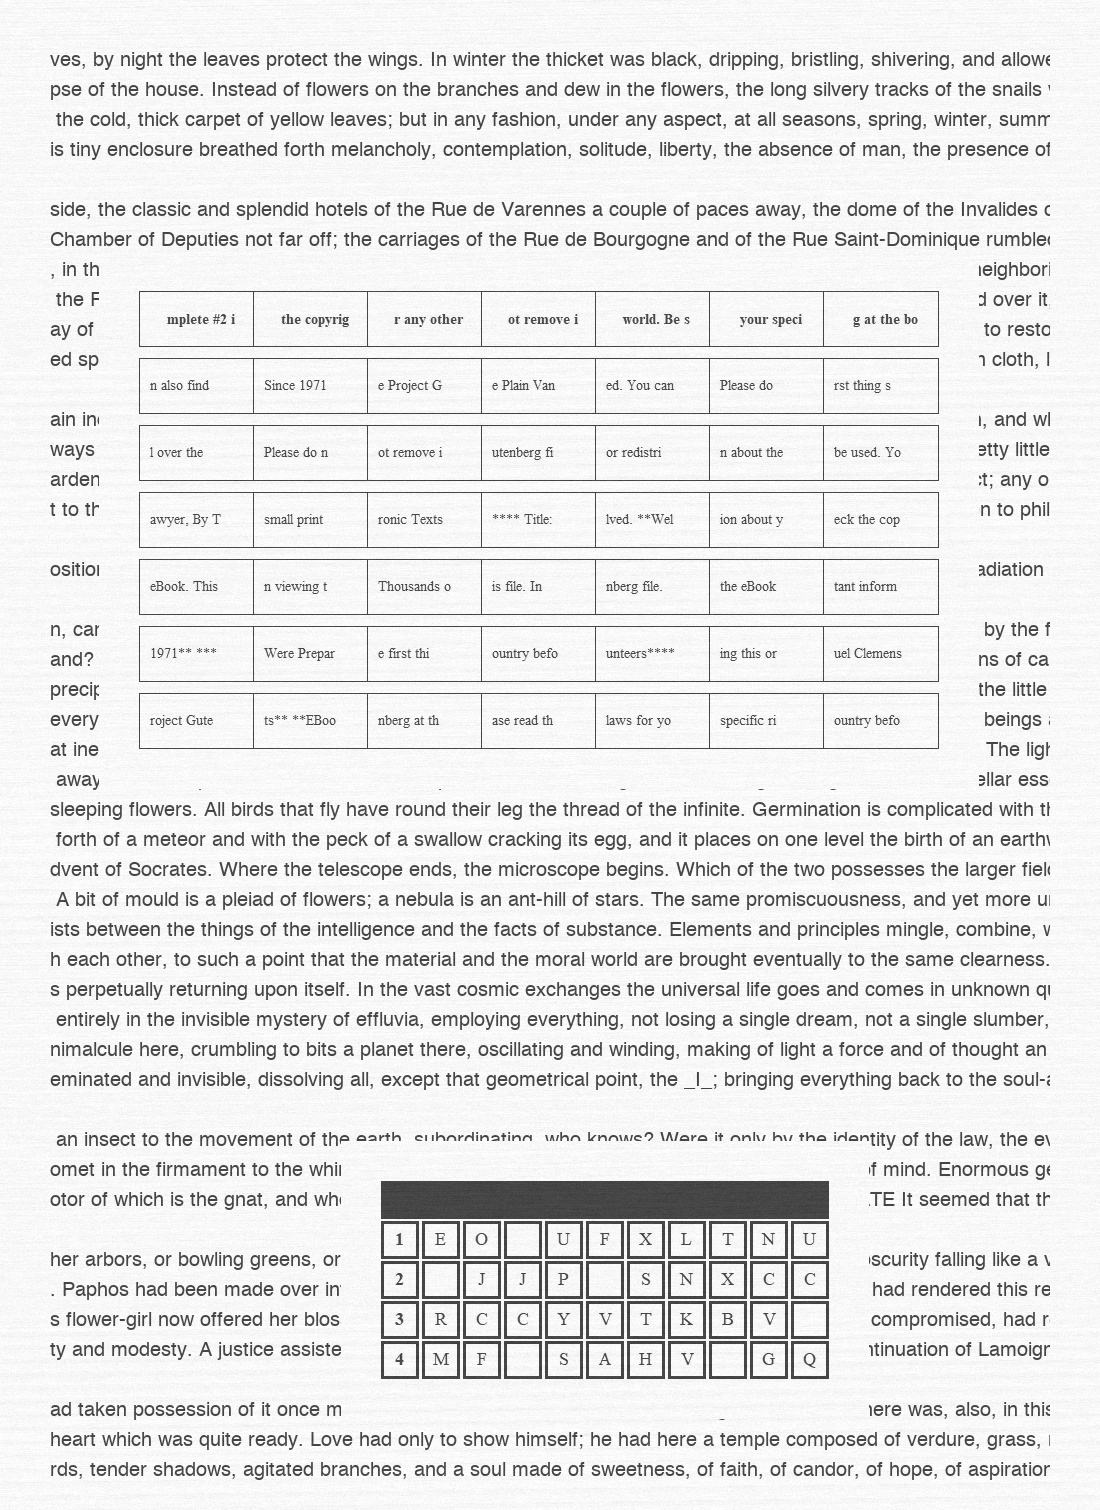 ves, by night the leaves protect the wings. In winter the thicket was black, dripping, bristling, shivering, and allowe
pse of the house. Instead of flowers on the branches and dew in the flowers, the long silvery tracks of the snails
the cold, thick carpet of yellow leaves; but in any fashion, under any aspect, at all seasons, spring, winter, summ
is tiny enclosure breathed forth melancholy, contemplation, solitude, liberty, the absence of man, the presence of
side, the classic and splendid hotels of the Rue de Varennes a couple of paces away, the dome of the Invalides
Chamber of Deputies not far off; the carriages of the Rue de Bourgogne and of the Rue Saint-Dominique rumble
, in th eighbori
the d over it
ay of to resto
ed sp cloth,
ain in , and
ways etty little
arden t; any o
t to th n to phil
osition adiation
n, car by the f
and? ns of ca
precip the little
every beings
at ine The ligh
away ellar ess
mplete #2 i the copyrig r any other ot remove i world. Be s your speci g at the bo
n also find Since 1971 e Project G e Plain Van ed. You can Please do rst thing s
l over the Please do n ot remove i utenberg fi or redistri n about the be used. Yo
awyer, By T small print ronic Texts **** Title: lved. **Wel ion about y eck the cop
eBook. This n viewing t Thousands o is file. In nberg file. the eBook tant inform
1971** *** Were Prepar e first thi ountry befo unteers**** ing this or uel Clemens
roject Gute ts** **EBoo nberg at th ase read th laws for yo specific ri ountry befo
sleeping flowers. All birds that fly have round their leg the thread of the infinite. Germination is complicated with th
forth of a meteor and with the peck of a swallow cracking its egg, and it places on one level the birth of an earth
dvent of Socrates. Where the telescope ends, the microscope begins. Which of the two possesses the larger fiel
A bit of mould is a pleiad of flowers; a nebula is an ant-hill of stars. The same promiscuousness, and yet more u
ists between the things of the intelligence and the facts of substance. Elements and principles mingle, combine,
h each other, to such a point that the material and the moral world are brought eventually to the same clearness.
s perpetually returning upon itself. In the vast cosmic exchanges the universal life goes and comes in unknown qu
entirely in the invisible mystery of effluvia, employing everything, not losing a single dream, not a single slumber,
nimalcule here, crumbling to bits a planet there, oscillating and winding, making of light a force and of thought an
eminated and invisible, dissolving all, except that geometrical point, the _I_; bringing everything back to the soul-
an insect to the movement of the earth, subordinating, who knows? Were it only by the identity of the law, the ev
omet in the firmament to the whi f mind. Enormous ge
otor of which is the gnat, and wh TE It seemed that th
her arbors, or bowling greens, or scurity falling like a v
. Paphos had been made over in had rendered this re
s flower-girl now offered her blos compromised, had r
ty and modesty. A justice assiste ntinuation of Lamoign
1 E O U F X L T N U
2 J J P S N X C C
3 R C C Y V T K B V
4 M F S A H V G Q
ad taken possession of it once m here was, also, in this
heart which was quite ready. Love had only to show himself; he had here a temple composed of verdure, grass,
rds, tender shadows, agitated branches, and a soul made of sweetness, of faith, of candor, of hope, of aspiration